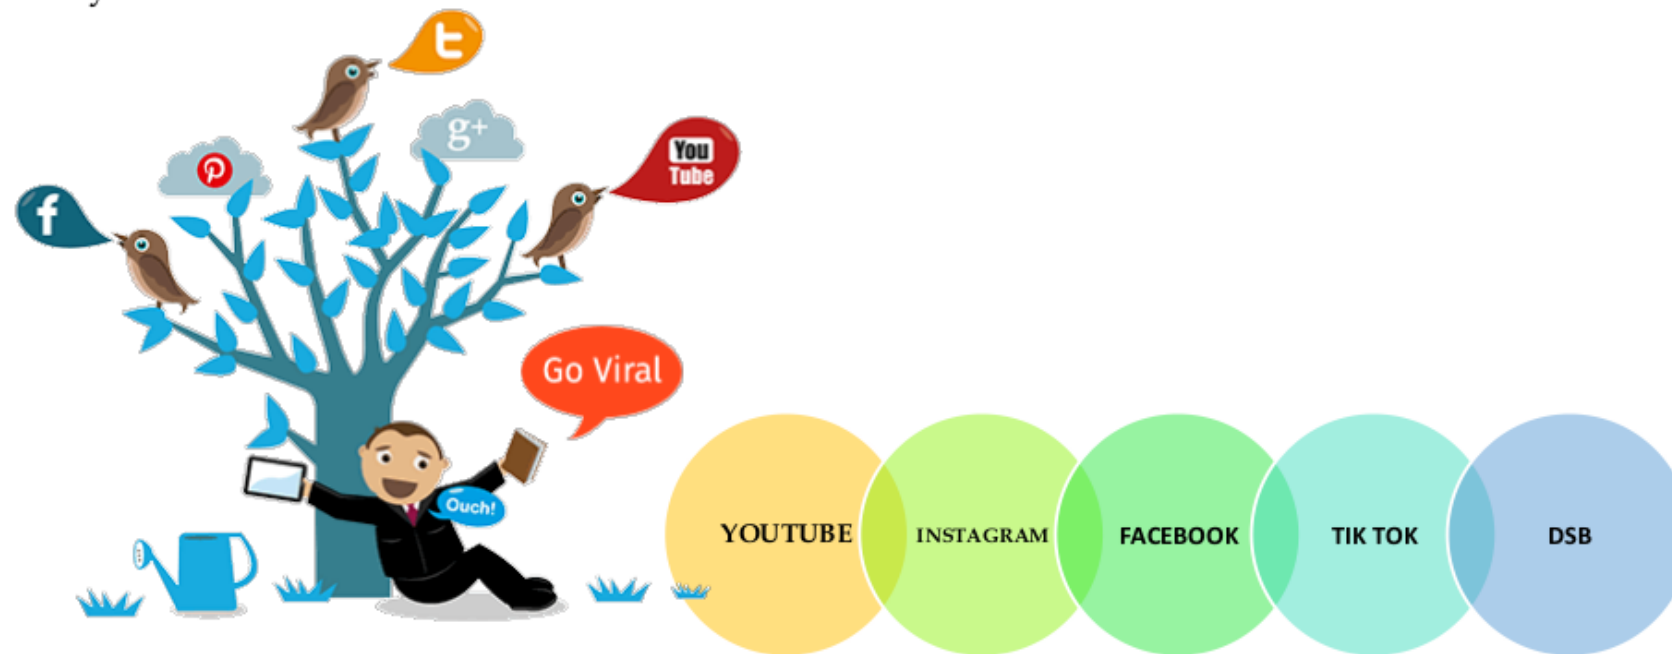 t
g+
You
Tube
f
Go Viral
Ouch!
YOUTUBE
INSTAGRAM
FACEBOOK
TIK TOK
DSB